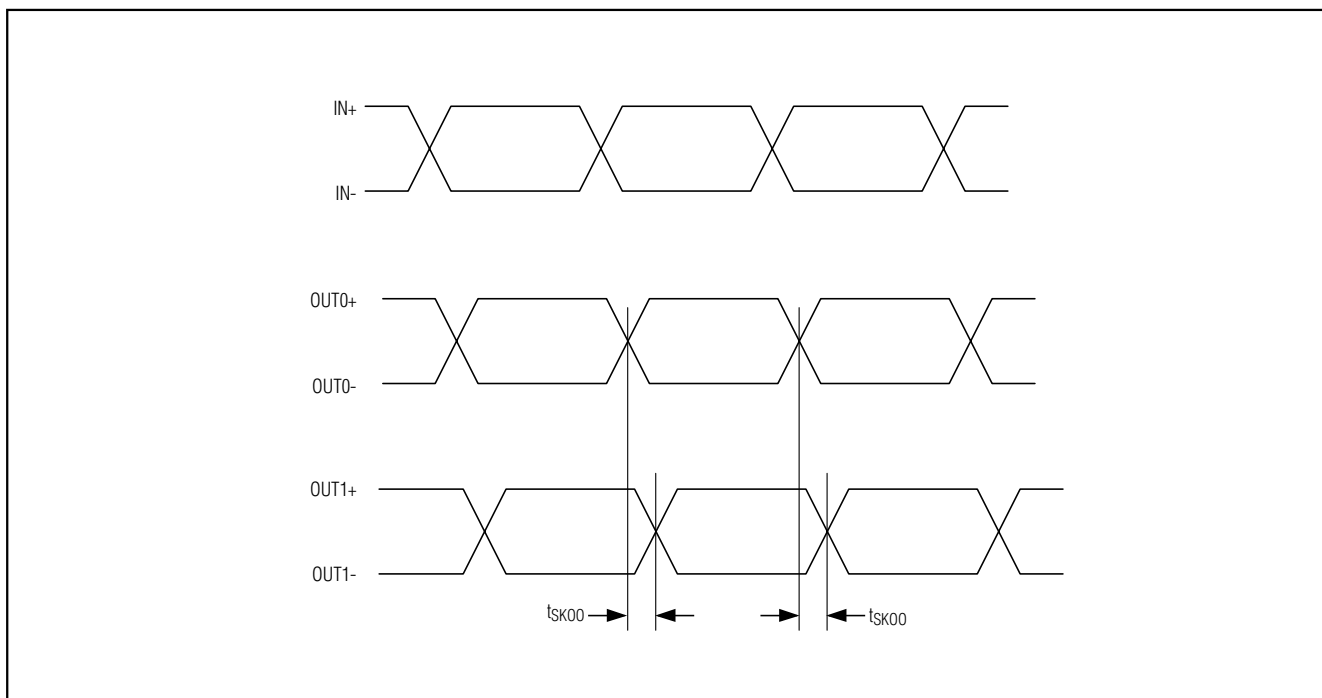 IN+
IN-
OUT0+
OUT0-
OUT1+
OUT1-
tSKOO tSKOO